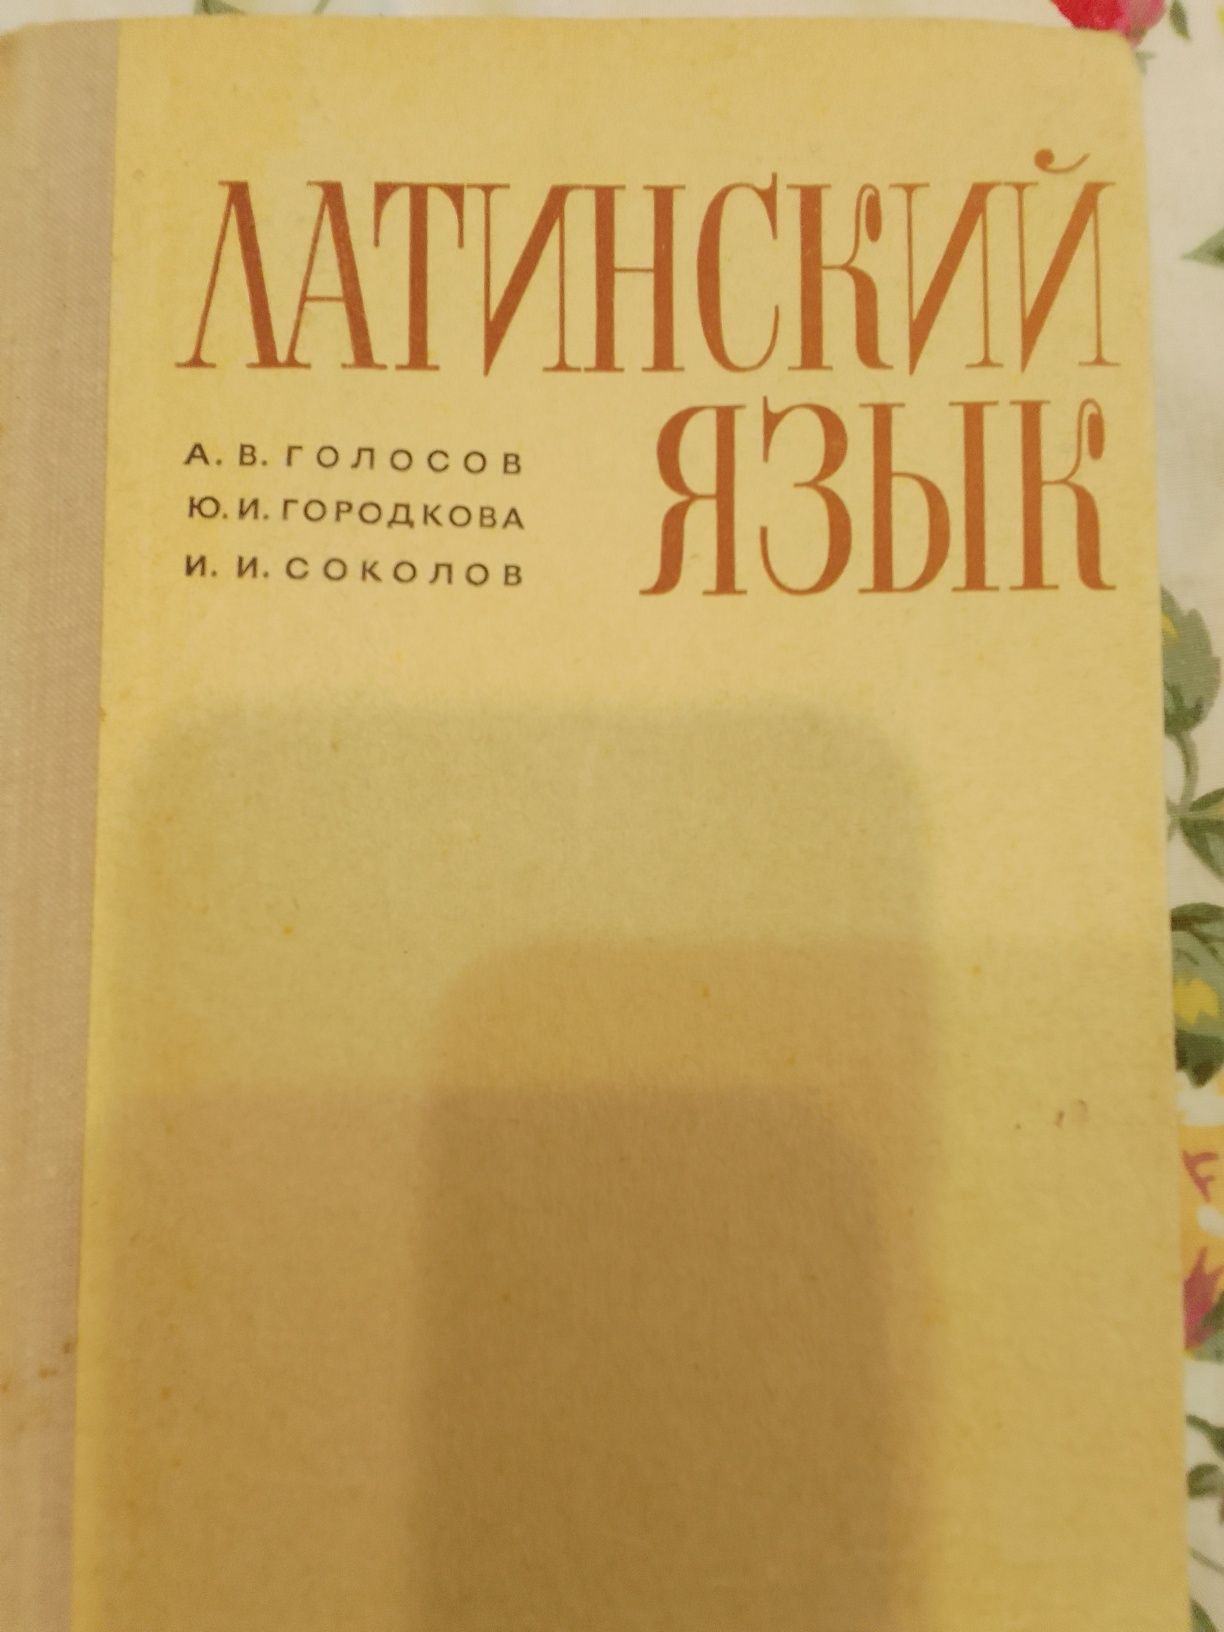 ЛАТИНСКИЙ
ЯЗЫК
А. В. ГОЛОСОВ
Ю. И. ГОРОДКОВА
И. И. СОКОЛОВ